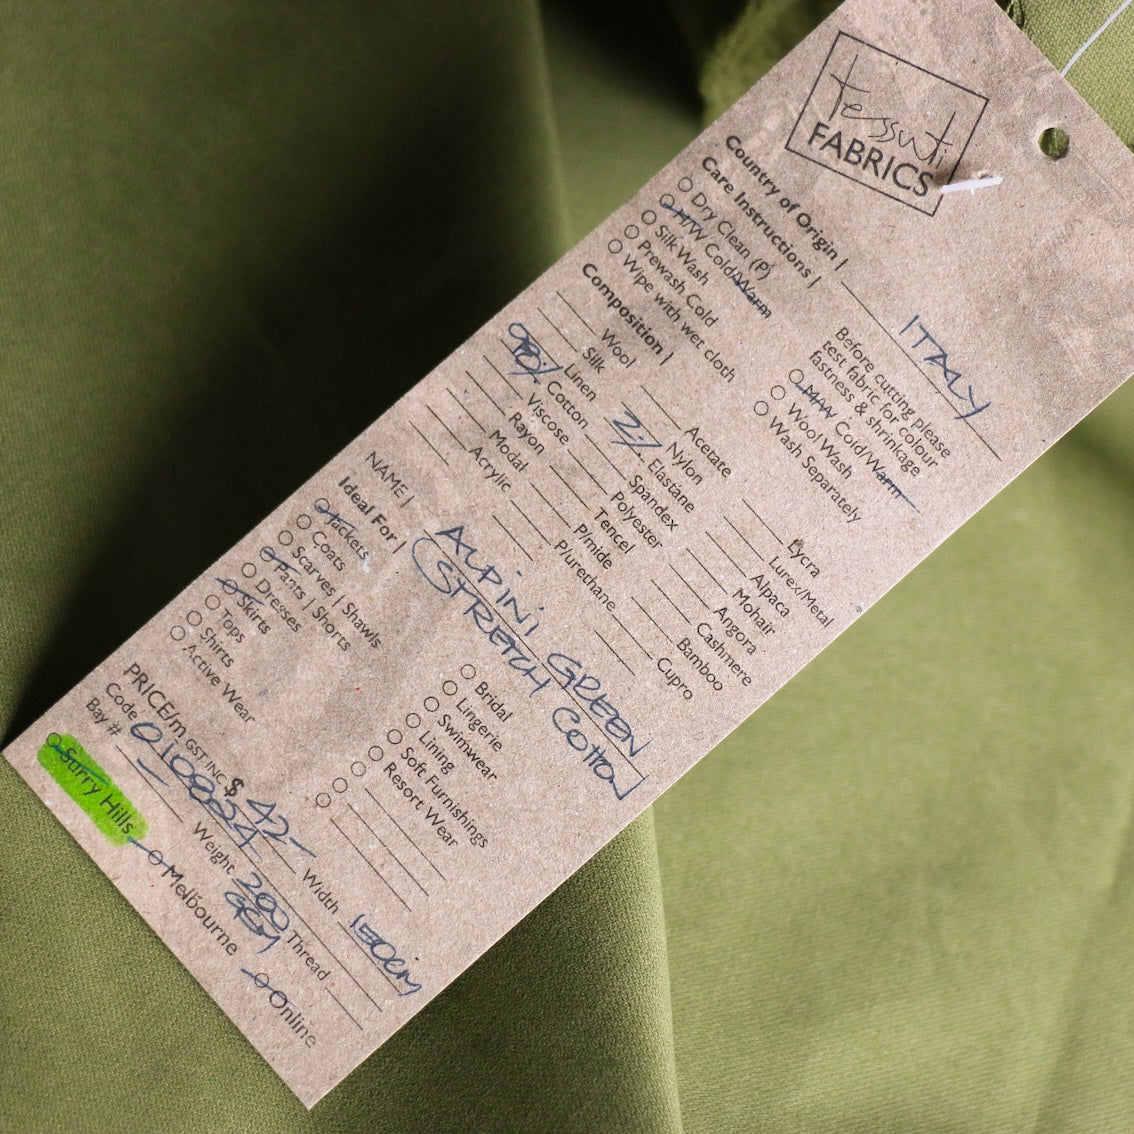 tessuti
FABRICS
Country of Origin | ITALY
Care Instructions |
Dry Clean (P)
H/W Cold/Warm
Silk Wash
Prewash Cold
Wipe with wet cloth
Before cutting please
test fabric for colour
fastness & shrinkage
M/W Cold/Warm
Wool Wash
Wash Separately
Composition |
Wool
Silk
Linen
98% Cotton
Viscose
Rayon
Modal
Acrylic
Acetate
Nylon
2% Elastane
Spandex
Polyester
Tencel
P/mide
P/urethane
Lycra
Lurex/Metal
Alpaca
Mohair
Angora
Cashmere
Bamboo
Cupro
NAME | ALPINI GREEN
(STRETCH COTTON
Ideal For |
Jackets
Coats
Scarves | Shawls
Pants | Shorts
Dresses
Skirts
Tops
Shirts
Active Wear
Bridal
Lingerie
Swimwear
Lining
Soft Furnishings
Resort Wear
PRICE/m GST INC $ 42- Width 150cm
Code Weight 200 Thread
GSM
Bay #
Surry Hills Melbourne Online